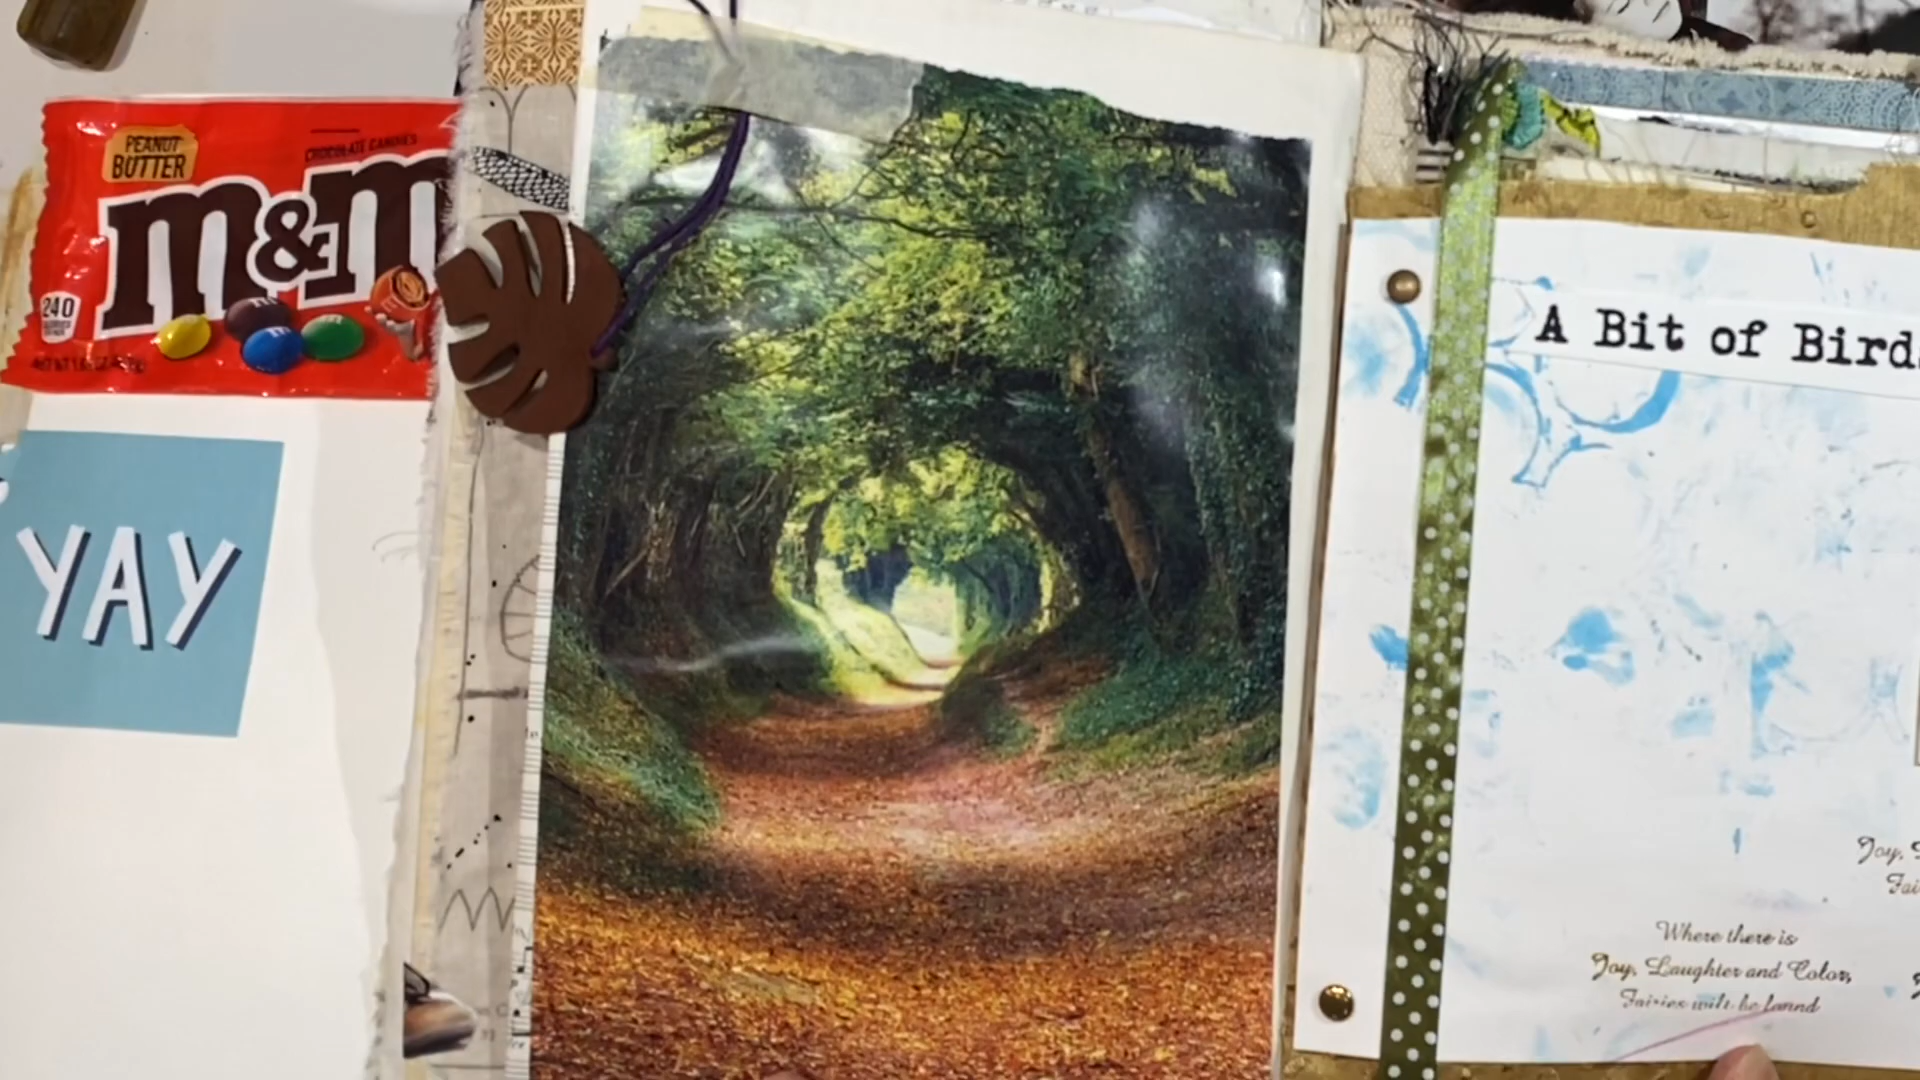 PEANUT
BUTTER
CHOCOLATE CANDIES
m&m
240
YAY
A Bit of Bird
Joy,
Where there is
Joy, Laughter and Color,
Fairies will be found